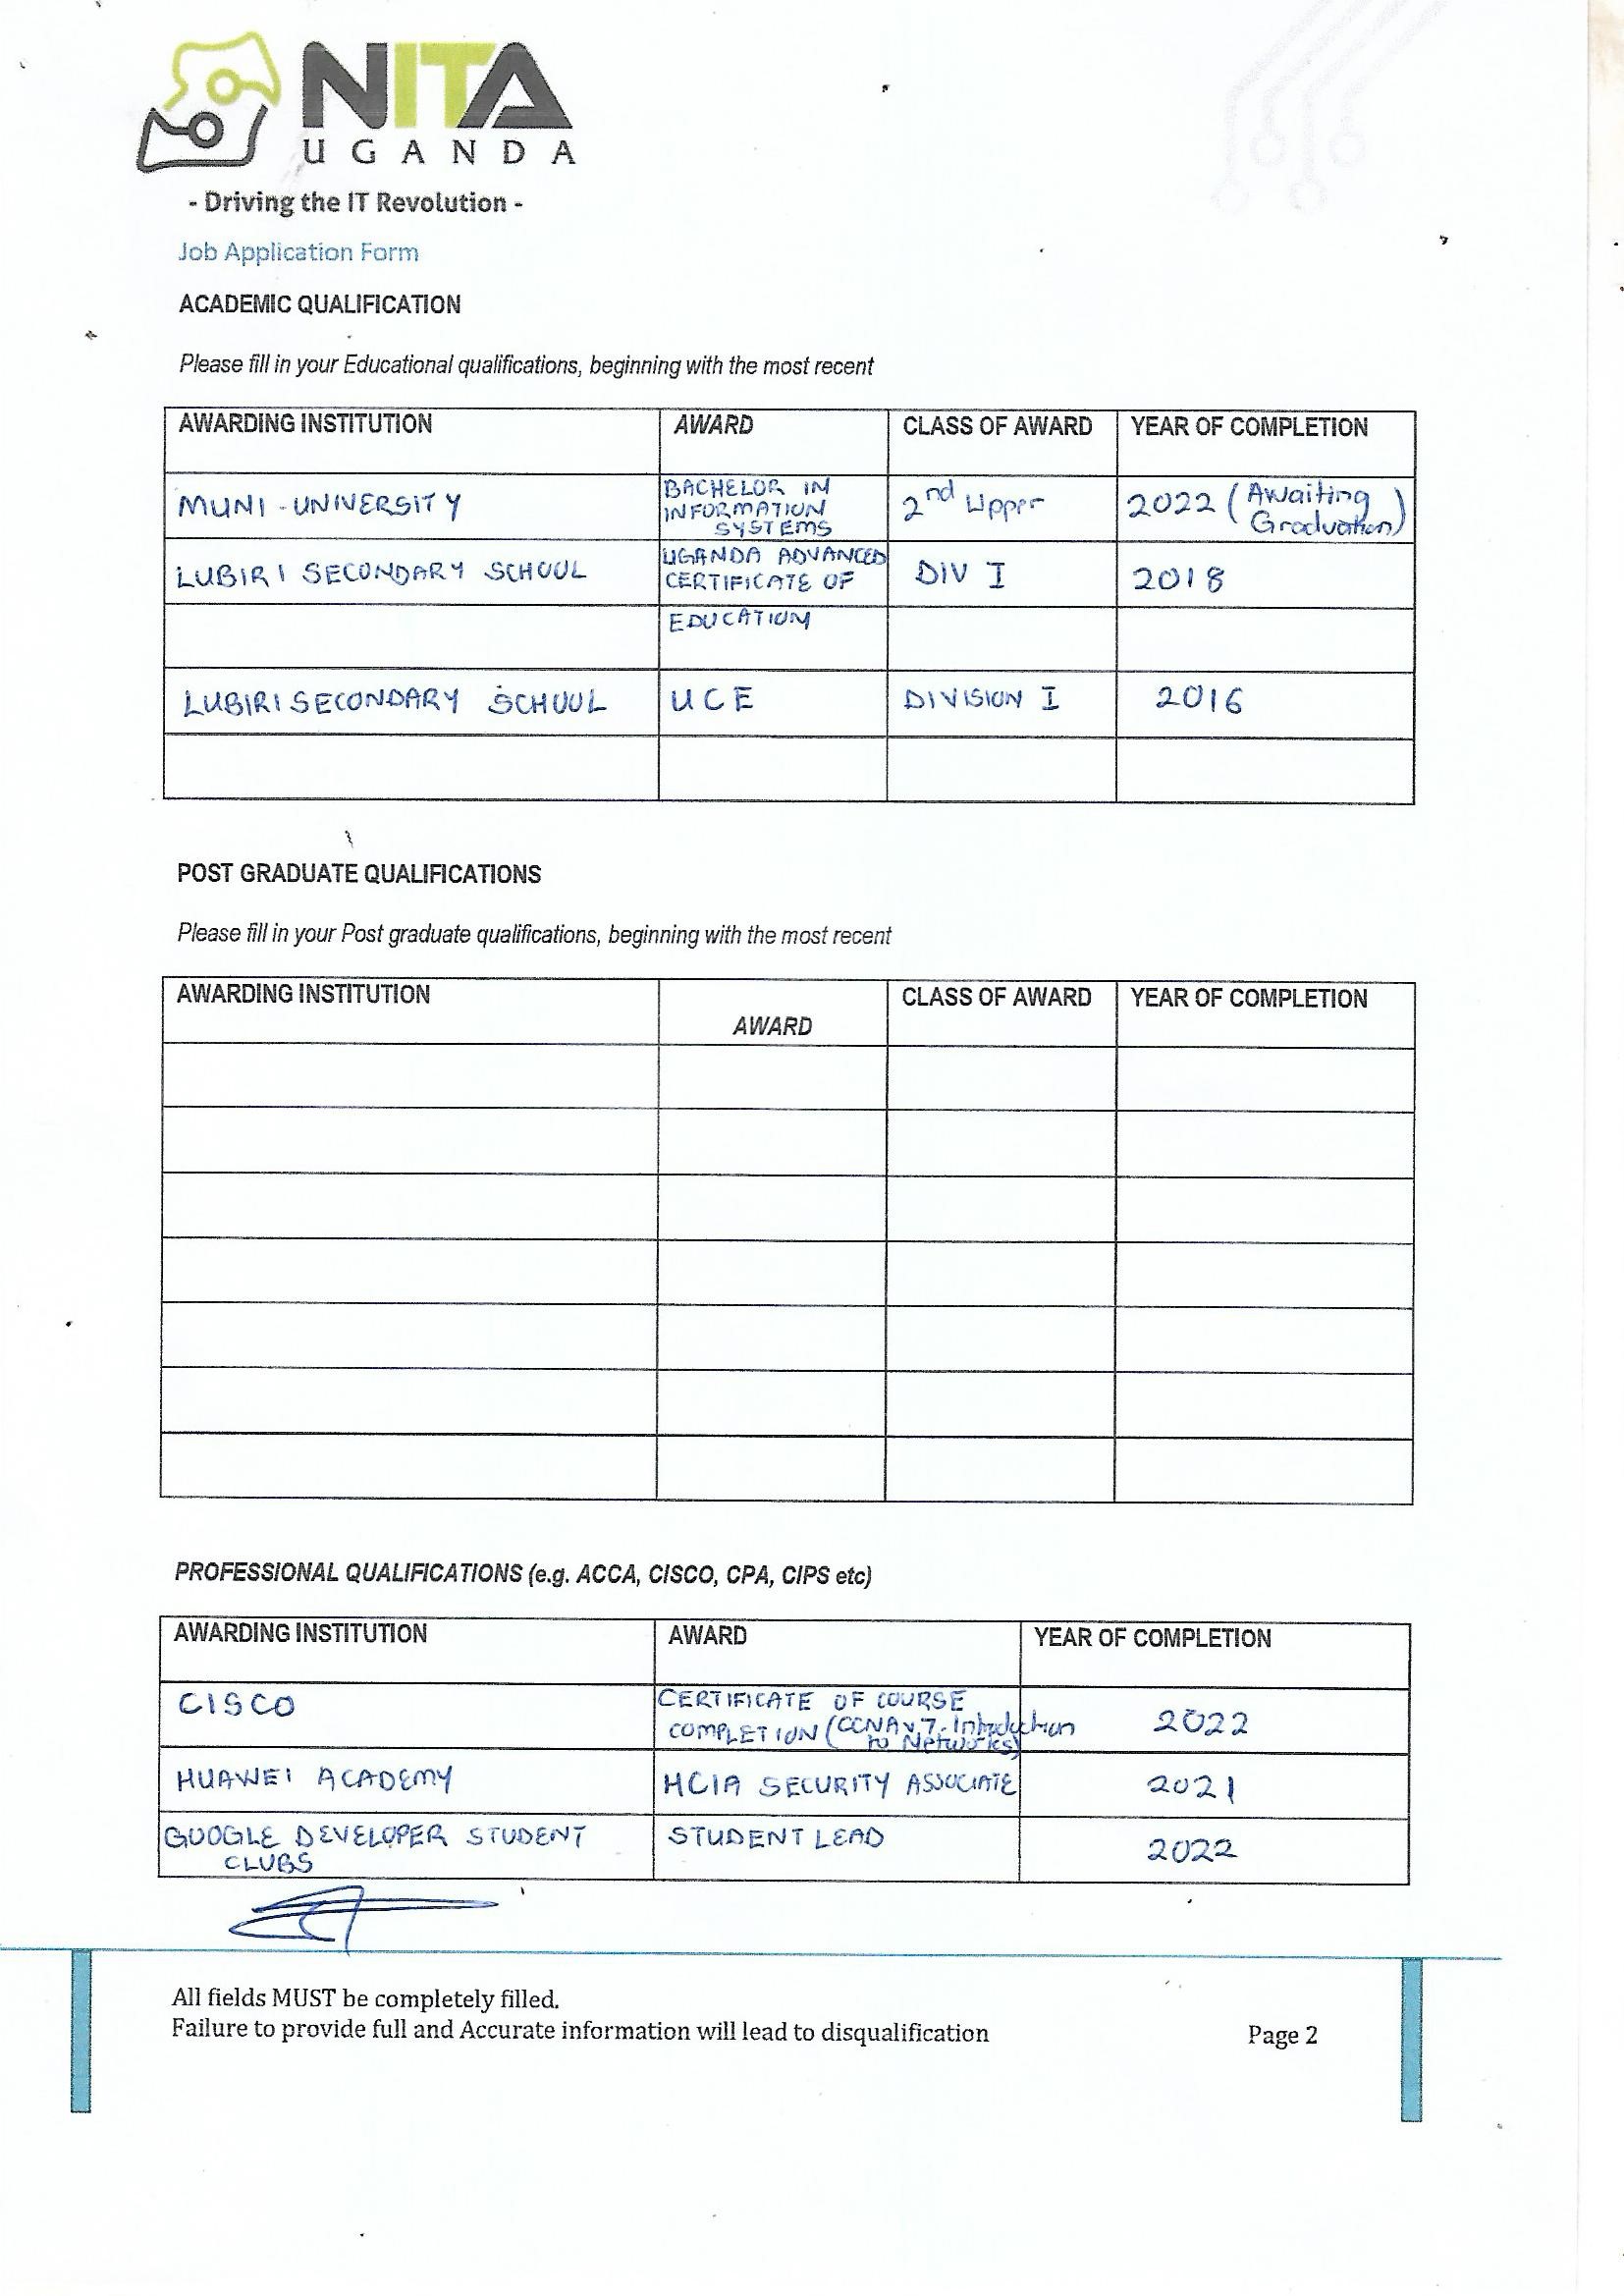 NITA
UGANDA
- Driving the IT Revolution -
Job Application Form
ACADEMIC QUALIFICATION
Please fill in your Educational qualifications, beginning with the most recent
AWARDING INSTITUTION AWARD CLASS OF AWARD YEAR OF COMPLETION
MUNI - UNIVERSITY BACHELOR IN INFORMATION SYSTEMS 2nd Upper 2022 (Awaiting Graduation)
LUBIRI SECONDARY SCHOOL UGANDA ADVANCED CERTIFICATE OF DIV I 2018
EDUCATION
LUBIRI SECONDARY SCHOOL UCE DIVISION I 2016
POST GRADUATE QUALIFICATIONS
Please fill in your Post graduate qualifications, beginning with the most recent
AWARDING INSTITUTION AWARD CLASS OF AWARD YEAR OF COMPLETION
PROFESSIONAL QUALIFICATIONS (e.g. ACCA, CISCO, CPA, CIPS etc)
AWARDING INSTITUTION AWARD YEAR OF COMPLETION
CISCO CERTIFICATE OF COURSE COMPLETION (CCNAv7-Introduction to Networks) 2022
HUAWEI ACADEMY HCIA SECURITY ASSOCIATE 2021
GOOGLE DEVELOPER STUDENT CLUBS STUDENT LEAD 2022
All fields MUST be completely filled.
Failure to provide full and Accurate information will lead to disqualification Page 2